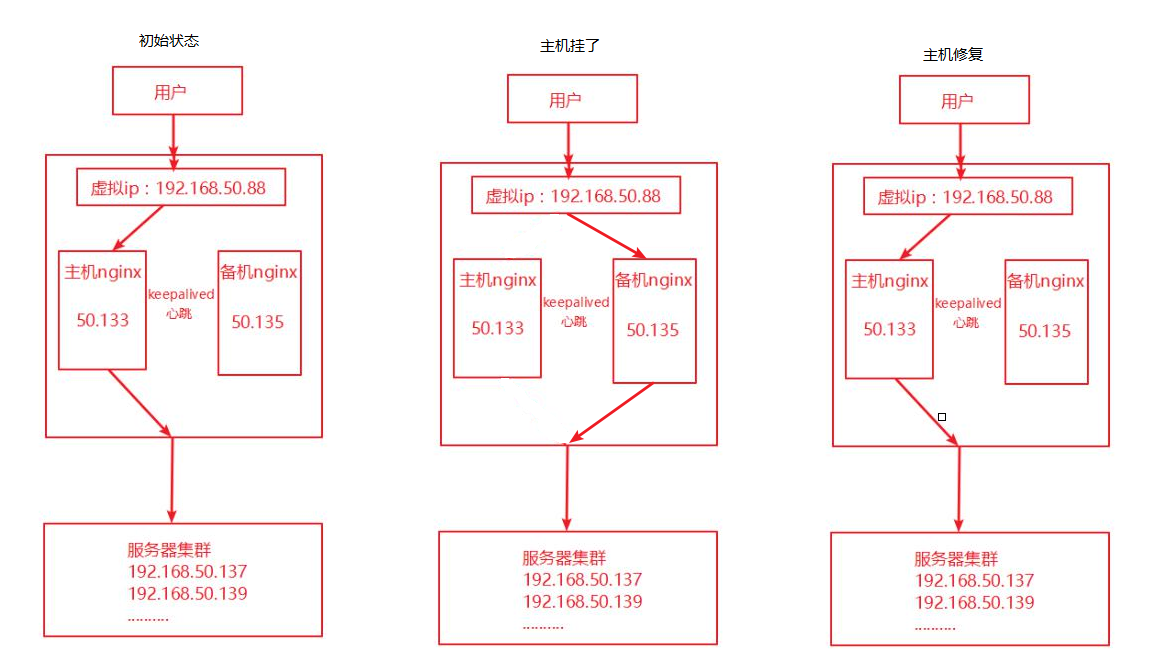 初始状态
用户
虚拟ip：192.168.50.88
主机nginx
50.133
keepalived
心跳
备机nginx
50.135
服务器集群
192.168.50.137
192.168.50.139
..........
主机挂了
用户
虚拟ip：192.168.50.88
主机nginx
50.133
keepalived
心跳
备机nginx
50.135
服务器集群
192.168.50.137
192.168.50.139
..........
主机修复
用户
虚拟ip：192.168.50.88
主机nginx
50.133
keepalived
心跳
备机nginx
50.135
服务器集群
192.168.50.137
192.168.50.139
..........